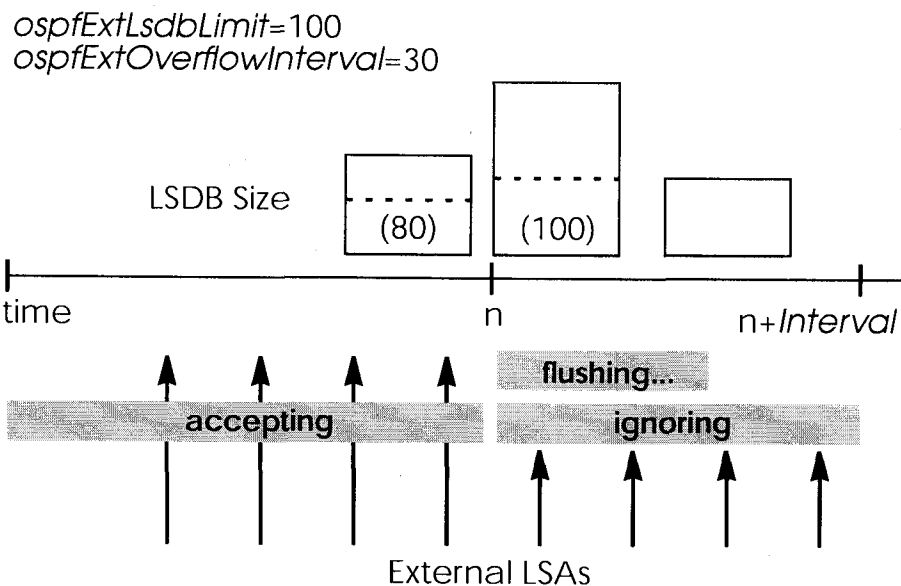 ospfExtLsdbLimit=100
ospfExtOverflowInterval=30
LSDB Size
(80)
(100)
time
n
n+Interval
flushing...
accepting
ignoring
External LSAs